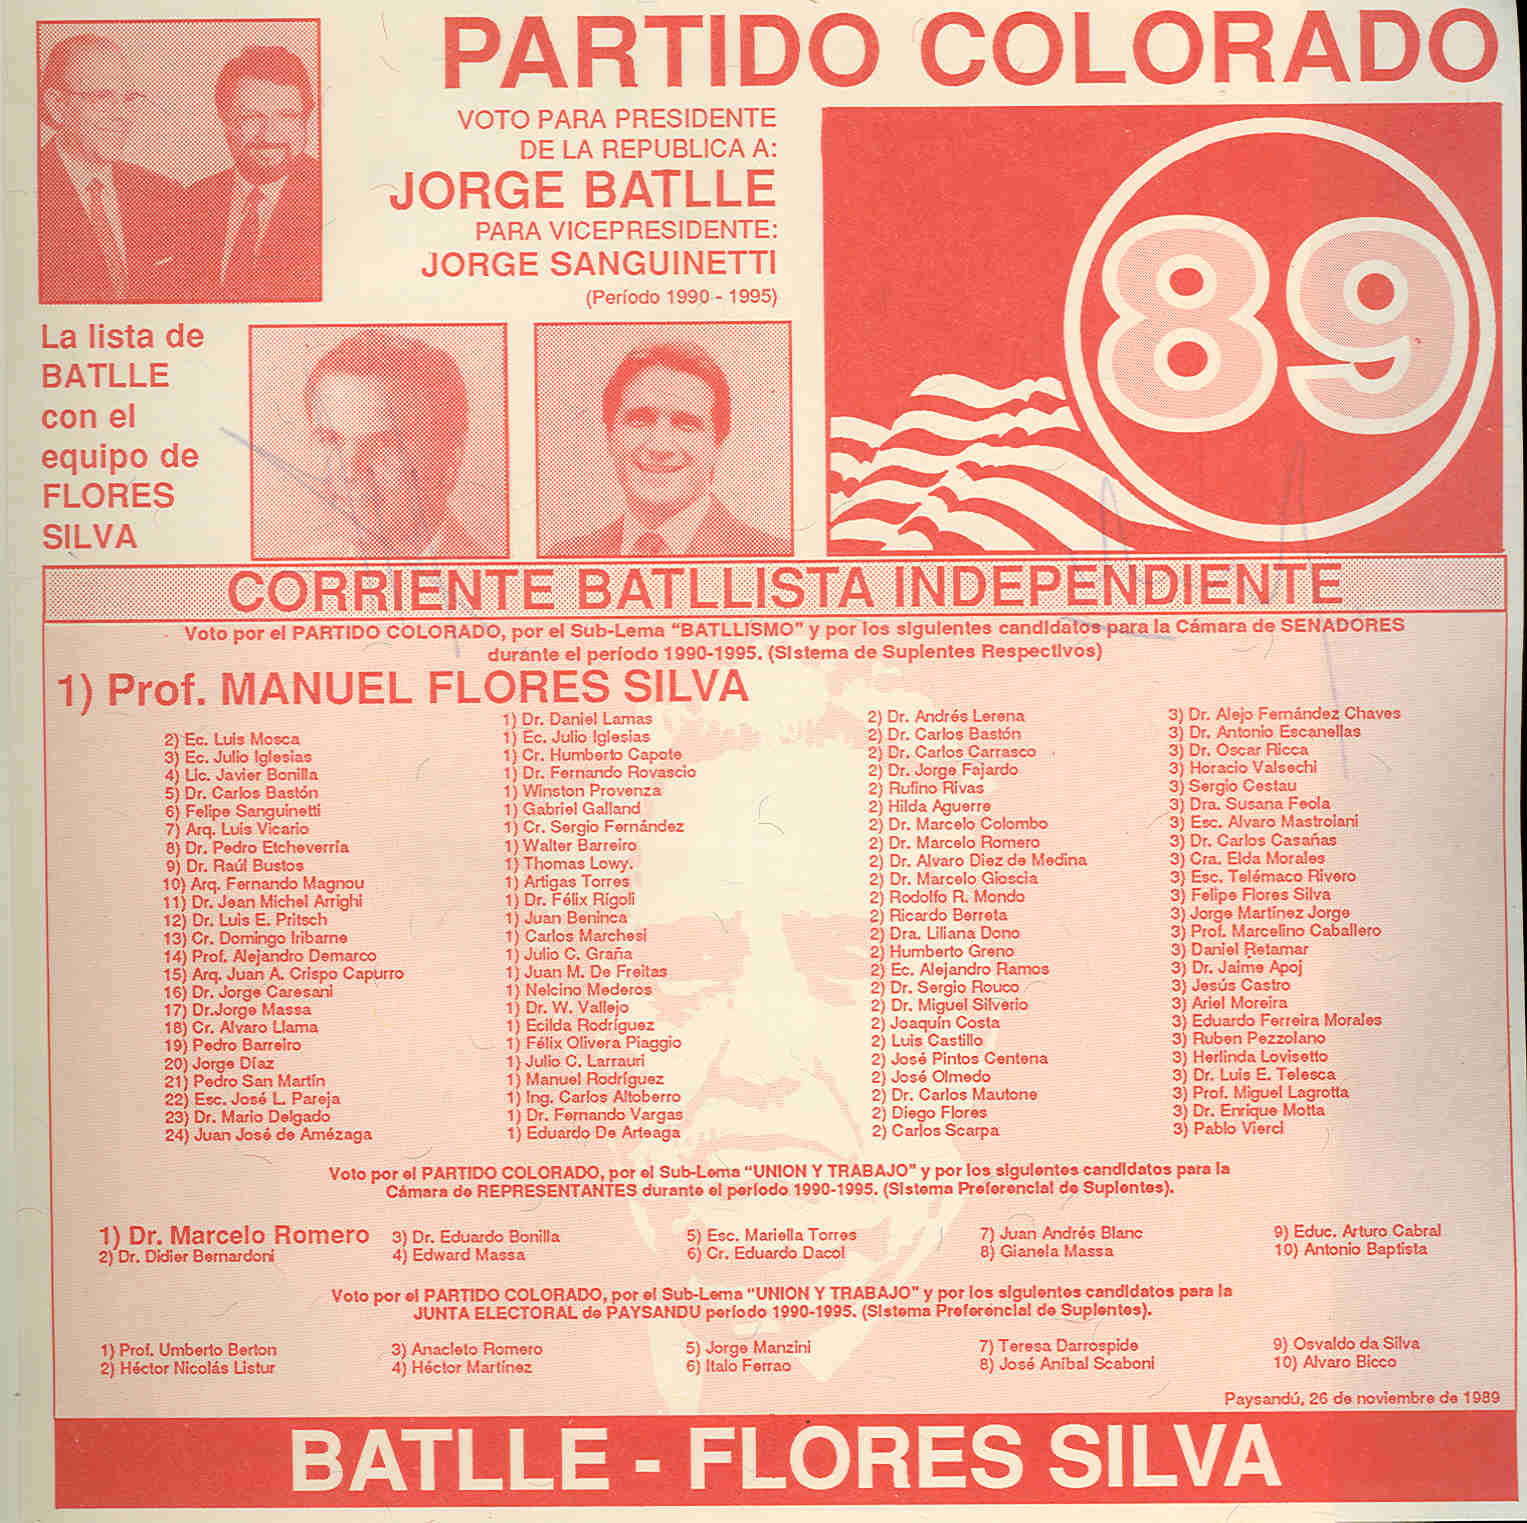 PARTIDO COLORADO
VOTO PARA PRESIDENTE
DE LA REPUBLICA A:
JORGE BATLLE
PARA VICEPRESIDENTE:
JORGE SANGUINETTI
(Período 1990 - 1995)
89
La lista de
BATLLE
con el
equipo de
FLORES
SILVA
CORRIENTE BATLLISTA INDEPENDIENTE
Voto por el PARTIDO COLORADO, por el Sub-Lema "BATLLISMO" y por los siguientes candidatos para la Cámara de SENADORES
durante el período 1990-1995. (Sistema de Suplentes Respectivos)
1) Prof. MANUEL FLORES SILVA
1) Dr. Daniel Lamas
2) Dr. Andrés Lerena
3) Dr. Alejo Fernández Chaves
2) Ec. Luis Mosca
1) Ec. Julio Iglesias
2) Dr. Carlos Bastón
3) Dr. Antonio Escanellas
3) Ec. Julio Iglesias
1) Cr. Humberto Capote
2) Dr. Carlos Carrasco
3) Dr. Oscar Ricca
4) Lic. Javier Bonilla
1) Dr. Fernando Rovascio
2) Dr. Jorge Fajardo
3) Horacio Valsechi
5) Dr. Carlos Bastón
1) Winston Provenza
2) Rufino Rivas
3) Sergio Cestau
6) Felipe Sanguinetti
1) Gabriel Galland
2) Hilda Aguerre
3) Dra. Susana Feola
7) Arq. Luis Vicario
1) Cr. Sergio Fernández
2) Dr. Marcelo Colombo
3) Esc. Alvaro Mastroiani
8) Dr. Pedro Etcheverría
1) Walter Barreiro
2) Dr. Marcelo Romero
3) Dr. Carlos Casañas
9) Dr. Raúl Bustos
1) Thomas Lowy.
2) Dr. Alvaro Diez de Medina
3) Cra. Elda Morales
10) Arq. Fernando Magnou
1) Artigas Torres
2) Dr. Marcelo Gioscia
3) Esc. Telémaco Rivero
11) Dr. Jean Michel Arrighi
1) Dr. Félix Rígoli
2) Rodolfo R. Mondo
3) Felipe Flores Silva
12) Dr. Luis E. Pritsch
1) Juan Beninca
2) Ricardo Berreta
3) Jorge Martínez Jorge
13) Cr. Domingo Iribarne
1) Carlos Marchesi
2) Dra. Liliana Dono
3) Prof. Marcelino Caballero
14) Prof. Alejandro Demarco
1) Julio C. Graña
2) Humberto Greno
3) Daniel Retamar
15) Arq. Juan A. Crispo Capurro
1) Juan M. De Freitas
2) Ec. Alejandro Ramos
3) Dr. Jaime Apoj
16) Dr. Jorge Caresani
1) Nelcino Mederos
2) Dr. Sergio Rouco
3) Jesús Castro
17) Dr.Jorge Massa
1) Dr. W. Vallejo
2) Dr. Miguel Silverio
3) Ariel Moreira
18) Cr. Alvaro Llama
1) Ecilda Rodríguez
2) Joaquín Costa
3) Eduardo Ferreira Morales
19) Pedro Barreiro
1) Félix Olivera Piaggio
2) Luis Castillo
3) Ruben Pezzolano
20) Jorge Díaz
1) Julio C. Larrauri
2) José Pintos Centena
3) Herlinda Lovisetto
21) Pedro San Martín
1) Manuel Rodríguez
2) José Olmedo
3) Dr. Luis E. Telesca
22) Esc. José L. Pareja
1) Ing. Carlos Altoberro
2) Dr. Carlos Mautone
3) Prof. Miguel Lagrotta
23) Dr. Mario Delgado
1) Dr. Fernando Vargas
2) Diego Flores
3) Dr. Enrique Motta
24) Juan José de Amézaga
1) Eduardo De Arteaga
2) Carlos Scarpa
3) Pablo Vierci
Voto por el PARTIDO COLORADO, por el Sub-Lema "UNION Y TRABAJO" y por los siguientes candidatos para la
Cámara de REPRESENTANTES durante el período 1990-1995. (Sistema Preferencial de Suplentes).
1) Dr. Marcelo Romero
3) Dr. Eduardo Bonilla
5) Esc. Mariella Torres
7) Juan Andrés Blanc
9) Educ. Arturo Cabral
2) Dr. Didier Bernardoni
4) Edward Massa
6) Cr. Eduardo Dacol
8) Gianela Massa
10) Antonio Baptista
Voto por el PARTIDO COLORADO, por el Sub-Lema "UNION Y TRABAJO" y por los siguientes candidatos para la
JUNTA ELECTORAL de PAYSANDU período 1990-1995. (Sistema Preferencial de Suplentes).
1) Prof. Umberto Berton
3) Anacleto Romero
5) Jorge Manzini
7) Teresa Darrospide
9) Osvaldo da Silva
2) Héctor Nicolás Listur
4) Héctor Martínez
6) Italo Ferrao
8) José Aníbal Scaboni
10) Alvaro Bicco
Paysandú, 26 de noviembre de 1989
BATLLE - FLORES SILVA